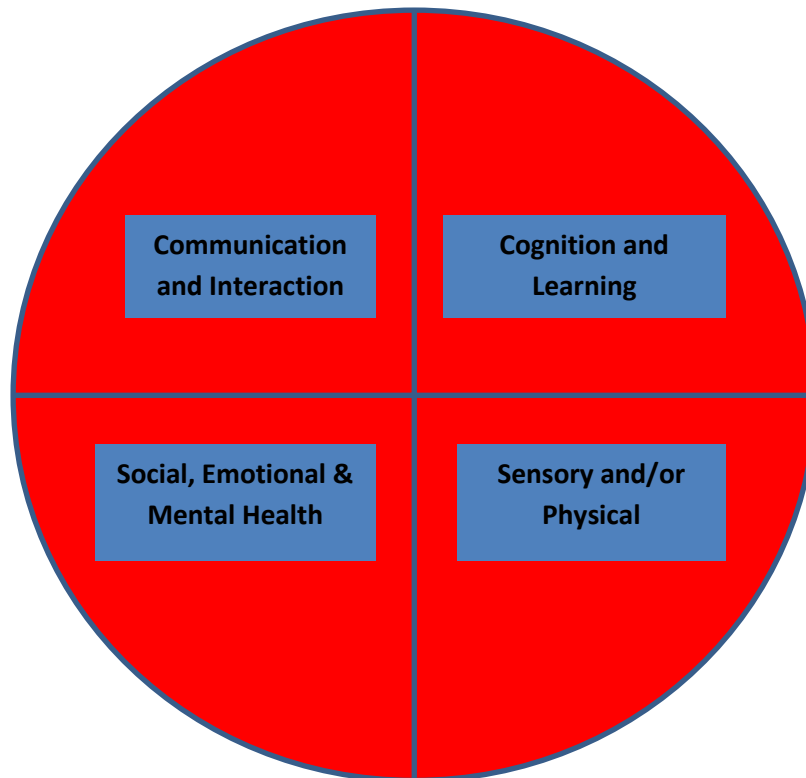 Communication
and Interaction
Cognition and
Learning
Social, Emotional &
Mental Health
Sensory and/or
Physical